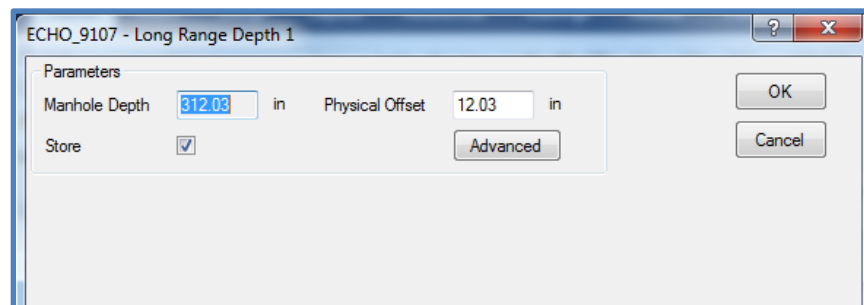 ECHO_9107 - Long Range Depth 1
Parameters
Manhole Depth 312.03 in Physical Offset 12.03 in OK
Store Advanced Cancel